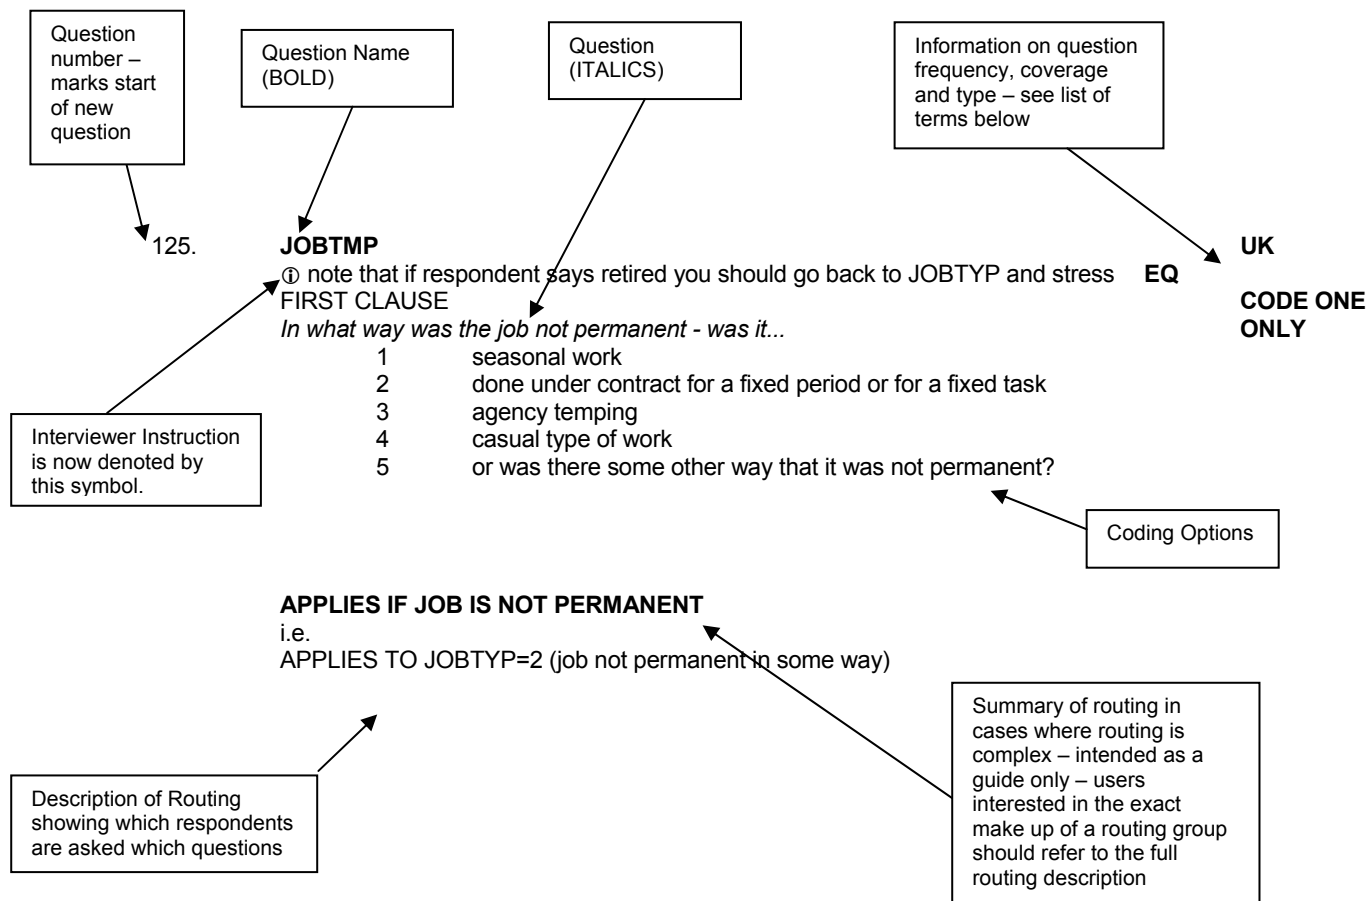 Question
number –
marks start
of new
question
Question Name
(BOLD)
Question
(ITALICS)
Information on question
frequency, coverage
and type – see list of
terms below
125. JOBTMP UK
ⓘ note that if respondent says retired you should go back to JOBTYP and stress EQ
FIRST CLAUSE CODE ONE
In what way was the job not permanent - was it... ONLY
1 seasonal work
2 done under contract for a fixed period or for a fixed task
3 agency temping
4 casual type of work
5 or was there some other way that it was not permanent?
Interviewer Instruction
is now denoted by
this symbol.
Coding Options
APPLIES IF JOB IS NOT PERMANENT
i.e.
APPLIES TO JOBTYP=2 (job not permanent in some way)
Summary of routing in
cases where routing is
complex – intended as a
guide only – users
interested in the exact
make up of a routing group
should refer to the full
routing description
Description of Routing
showing which respondents
are asked which questions